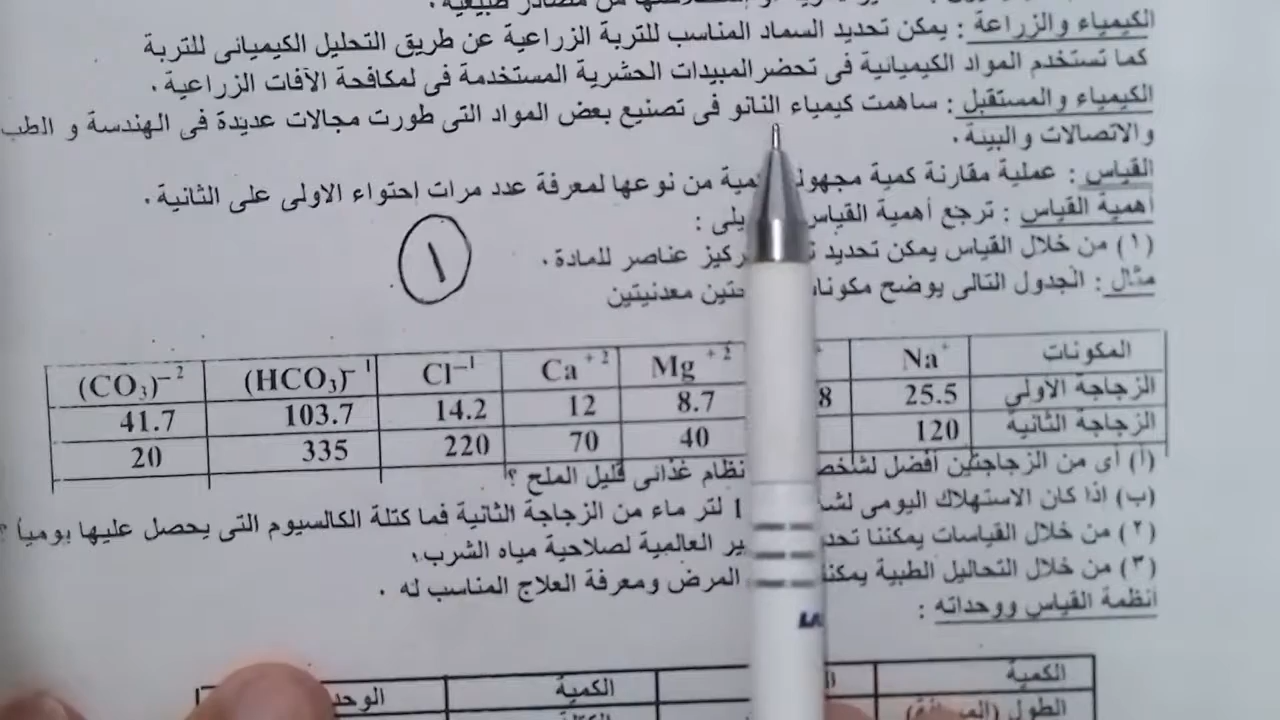 الكيمياء والزراعة : يمكن تحديد السماد المناسب للتربة الزراعية عن طريق التحليل الكيميائى للتربة
كما تستخدم المواد الكيميائية فى تحضر المبيدات الحشرية المستخدمة فى لمكافحة الآفات الزراعية .
الكيمياء والمستقبل : ساهمت كيمياء النانو فى تصنيع بعض المواد التى طورت مجالات عديدة فى الهندسة و الطب
والاتصالات والبيئة .
القياس : عملية مقارنة كمية مجهولة من نوعها لمعرفة عدد مرات إحتواء الاولى على الثانية .
أهمية القياس : ترجع أهمية القياس يلى :
(١) من خلال القياس يمكن تحديد تركيز عناصر للمادة .
١
مثال : الجدول التالى يوضح مكونات معدنيتين
المكونات Na⁺ Mg⁺² Ca⁺² Cl⁻¹ (HCO₃)⁻¹ (CO₃)⁻²
الزجاجة الأولي 25.5 8 8.7 12 14.2 103.7 41.7
الزجاجة الثانية 120 40 70 220 335 20
(أ) أى من الزجاجتين أفضل نظام غذائى قليل الملح ؟
(ب) اذا كان الاستهلاك اليومى 1 لتر ماء من الزجاجة الثانية فما كتلة الكالسيوم التى يحصل عليها يومياً ؟
(٢) من خلال القياسات يمكننا العالمية لصلاحية مياه الشرب.
(٣) من خلال التحاليل الطبية المرض ومعرفة العلاج المناسب له .
أنظمة القياس ووحداته :
الكمية الكمية
الطول